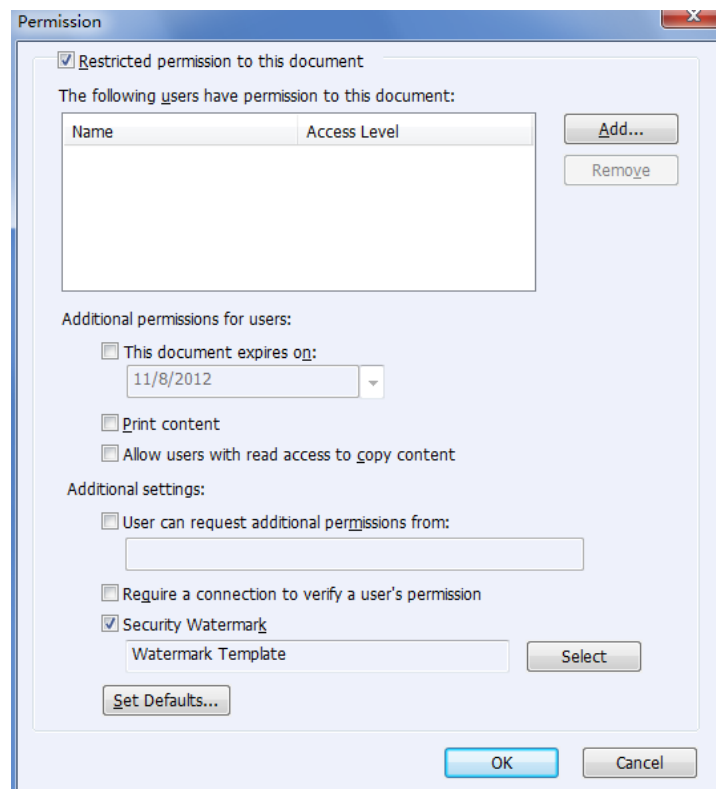 Permission
Restricted permission to this document
The following users have permission to this document:
Name Access Level
Add...
Remove
Additional permissions for users:
This document expires on:
11/8/2012
Print content
Allow users with read access to copy content
Additional settings:
User can request additional permissions from:
Require a connection to verify a user's permission
Security Watermark
Watermark Template
Select
Set Defaults...
OK Cancel